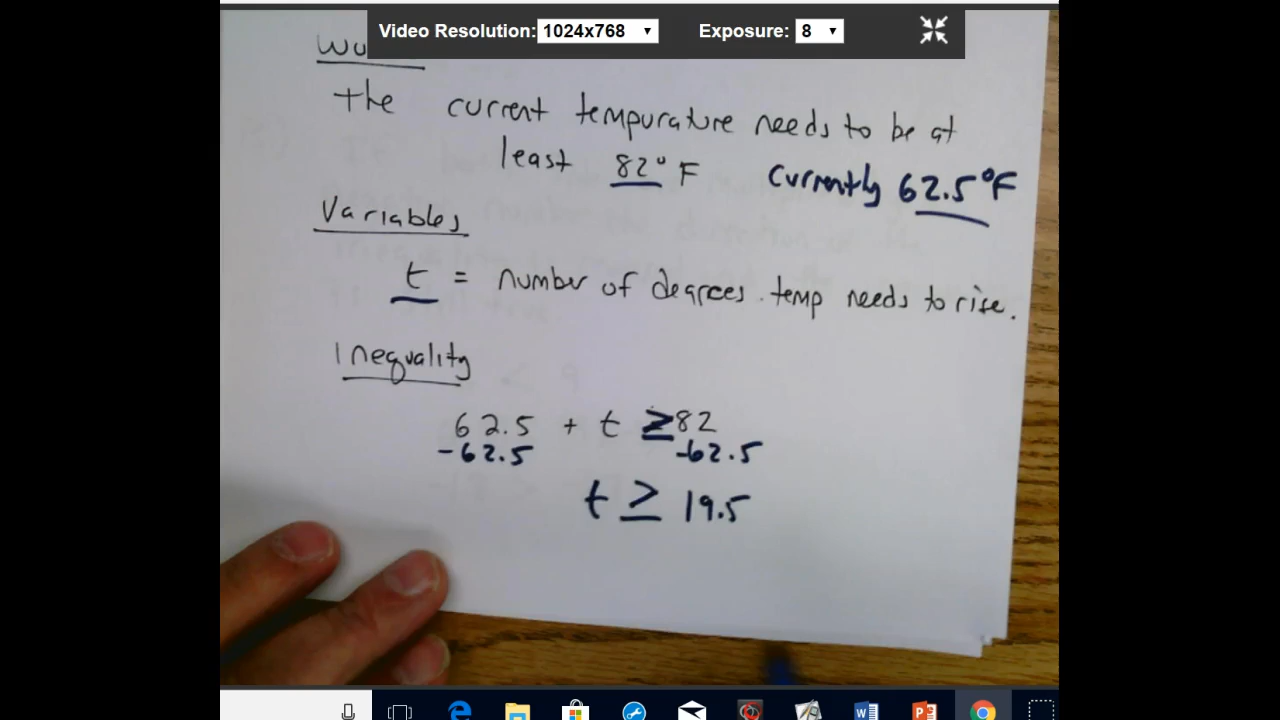 Video Resolution: 1024x768 Exposure: 8
The current tempurature needs to be at
least 82° F Currently 62.5°F
Variables
t = number of degrees temp needs to rise.
Inequality
62.5 + t ≥ 82
-62.5 -62.5
t ≥ 19.5